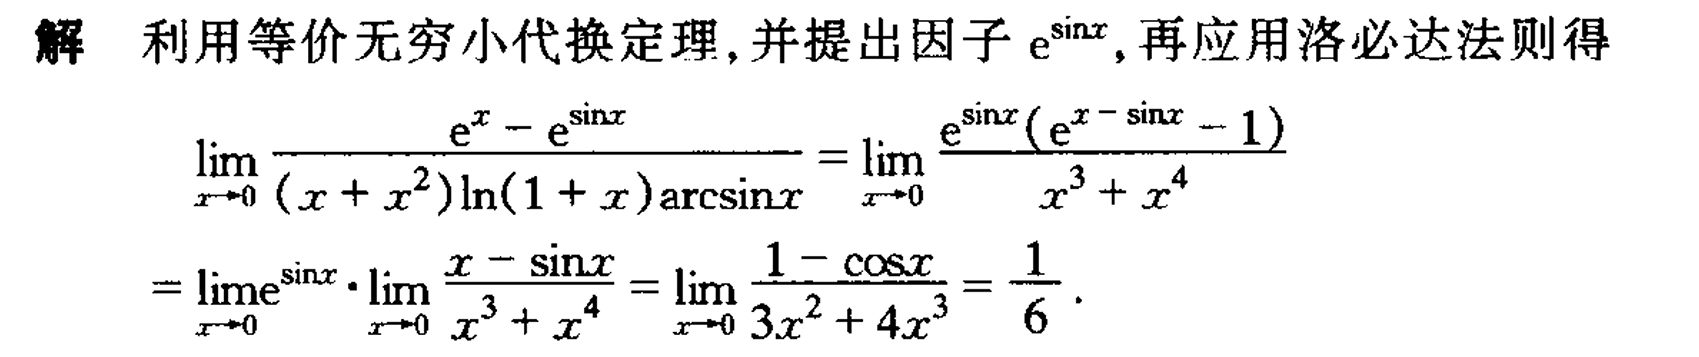 解 利用等价无穷小代换定理,并提出因子 $e^{\sin x}$,再应用洛必达法则得
$\lim_{x \to 0} \frac{e^x - e^{\sin x}}{(x + x^2)\ln(1 + x)\arcsin x} = \lim_{x \to 0} \frac{e^{\sin x}(e^{x - \sin x} - 1)}{x^3 + x^4}$
$= \lim_{x \to 0} e^{\sin x} \cdot \lim_{x \to 0} \frac{x - \sin x}{x^3 + x^4} = \lim_{x \to 0} \frac{1 - \cos x}{3x^2 + 4x^3} = \frac{1}{6}.$